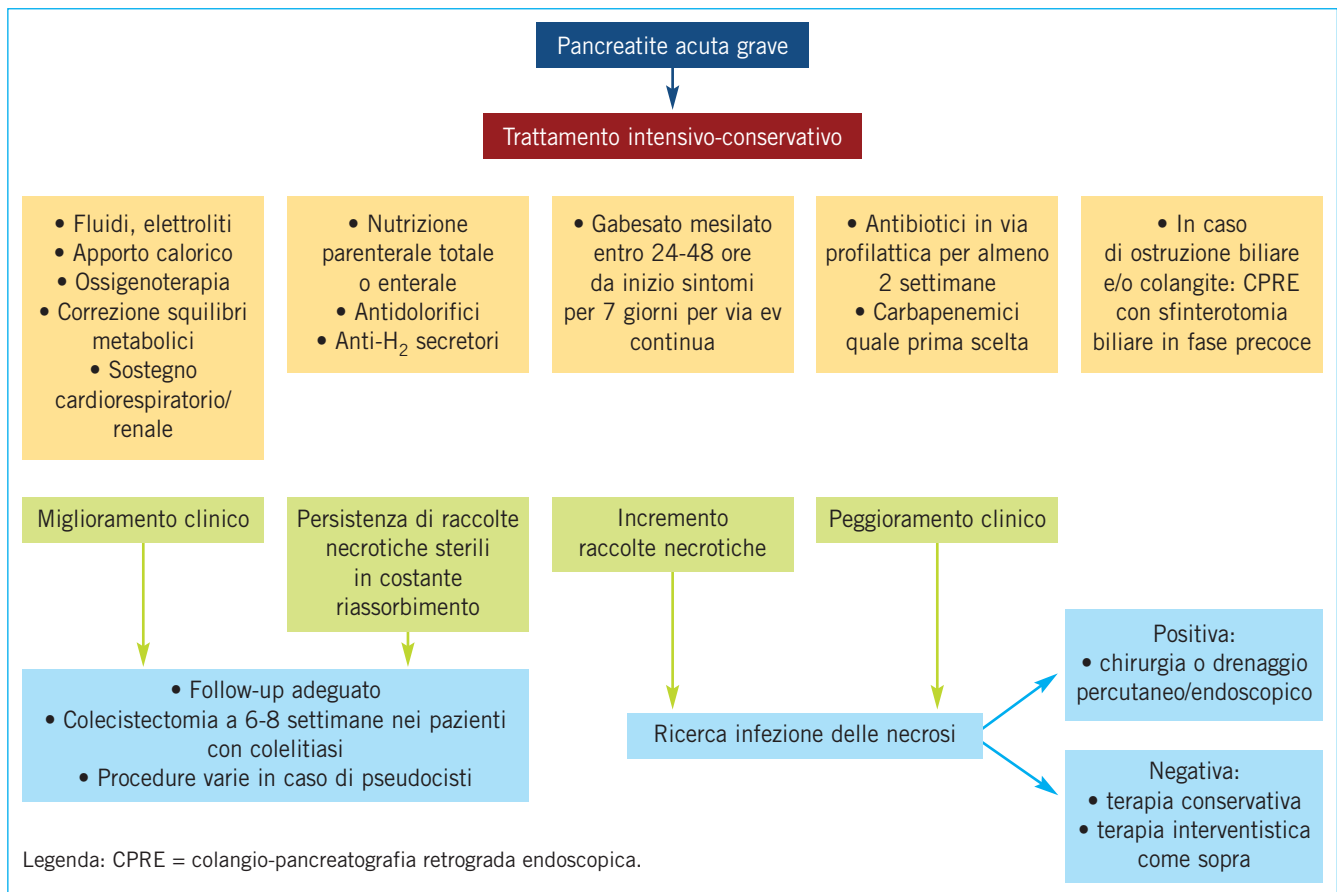 Pancreatite acuta grave
Trattamento intensivo-conservativo
• Fluidi, elettroliti
• Apporto calorico
• Ossigenoterapia
• Correzione squilibri
metabolici
• Sostegno
cardiorespiratorio/
renale
• Nutrizione
parenterale totale
o enterale
• Antidolorifici
• Anti-H2 secretori
• Gabesato mesilato
entro 24-48 ore
da inizio sintomi
per 7 giorni per via ev
continua
• Antibiotici in via
profilattica per almeno
2 settimane
• Carbapenemici
quale prima scelta
• In caso
di ostruzione biliare
e/o colangite: CPRE
con sfinterotomia
biliare in fase precoce
Miglioramento clinico
Persistenza di raccolte
necrotiche sterili
in costante
riassorbimento
Incremento
raccolte necrotiche
Peggioramento clinico
• Follow-up adeguato
• Colecistectomia a 6-8 settimane nei pazienti
con colelitiasi
• Procedure varie in caso di pseudocisti
Ricerca infezione delle necrosi
Positiva:
• chirurgia o drenaggio
percutaneo/endoscopico
Negativa:
• terapia conservativa
• terapia interventistica
come sopra
Legenda: CPRE = colangio-pancreatografia retrograda endoscopica.